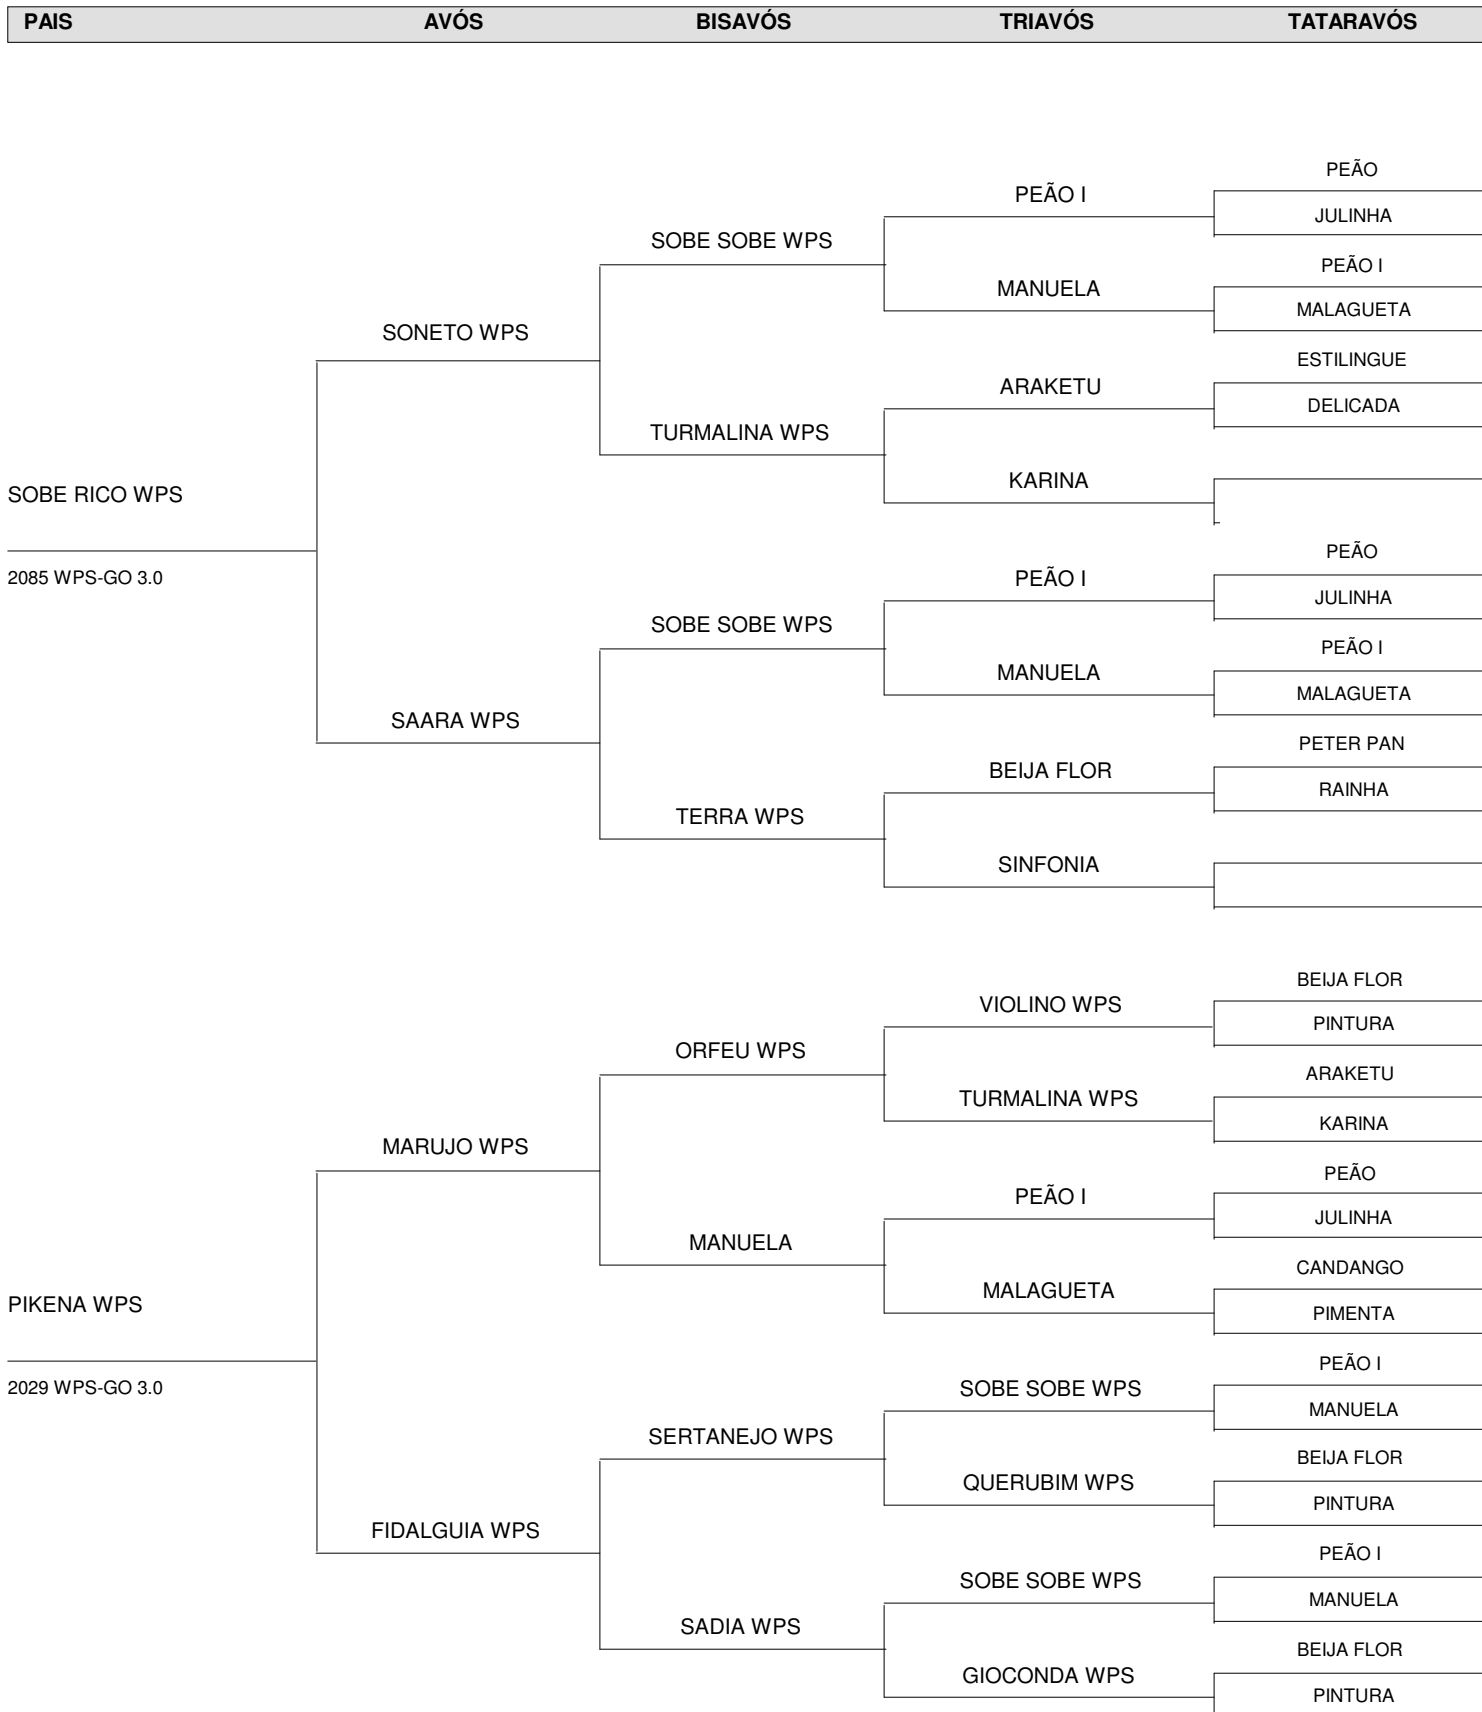 PAIS AVÓS BISAVÓS TRIAVÓS TATARAVÓS
PEÃO
PEÃO I
JULINHA
SOBE SOBE WPS
PEÃO I
MANUELA
MALAGUETA
SONETO WPS
ESTILINGUE
ARAKETU
DELICADA
TURMALINA WPS
KARINA
SOBE RICO WPS
PEÃO
2085 WPS-GO 3.0
PEÃO I
JULINHA
SOBE SOBE WPS
PEÃO I
MANUELA
MALAGUETA
SAARA WPS
PETER PAN
BEIJA FLOR
RAINHA
TERRA WPS
SINFONIA
BEIJA FLOR
VIOLINO WPS
PINTURA
ORFEU WPS
ARAKETU
TURMALINA WPS
KARINA
MARUJO WPS
PEÃO
PEÃO I
JULINHA
MANUELA
CANDANGO
MALAGUETA
PIKENA WPS
PIMENTA
PEÃO I
2029 WPS-GO 3.0
SOBE SOBE WPS
MANUELA
SERTANEJO WPS
BEIJA FLOR
QUERUBIM WPS
PINTURA
FIDALGUIA WPS
PEÃO I
SOBE SOBE WPS
MANUELA
SADIA WPS
BEIJA FLOR
GIOCONDA WPS
PINTURA